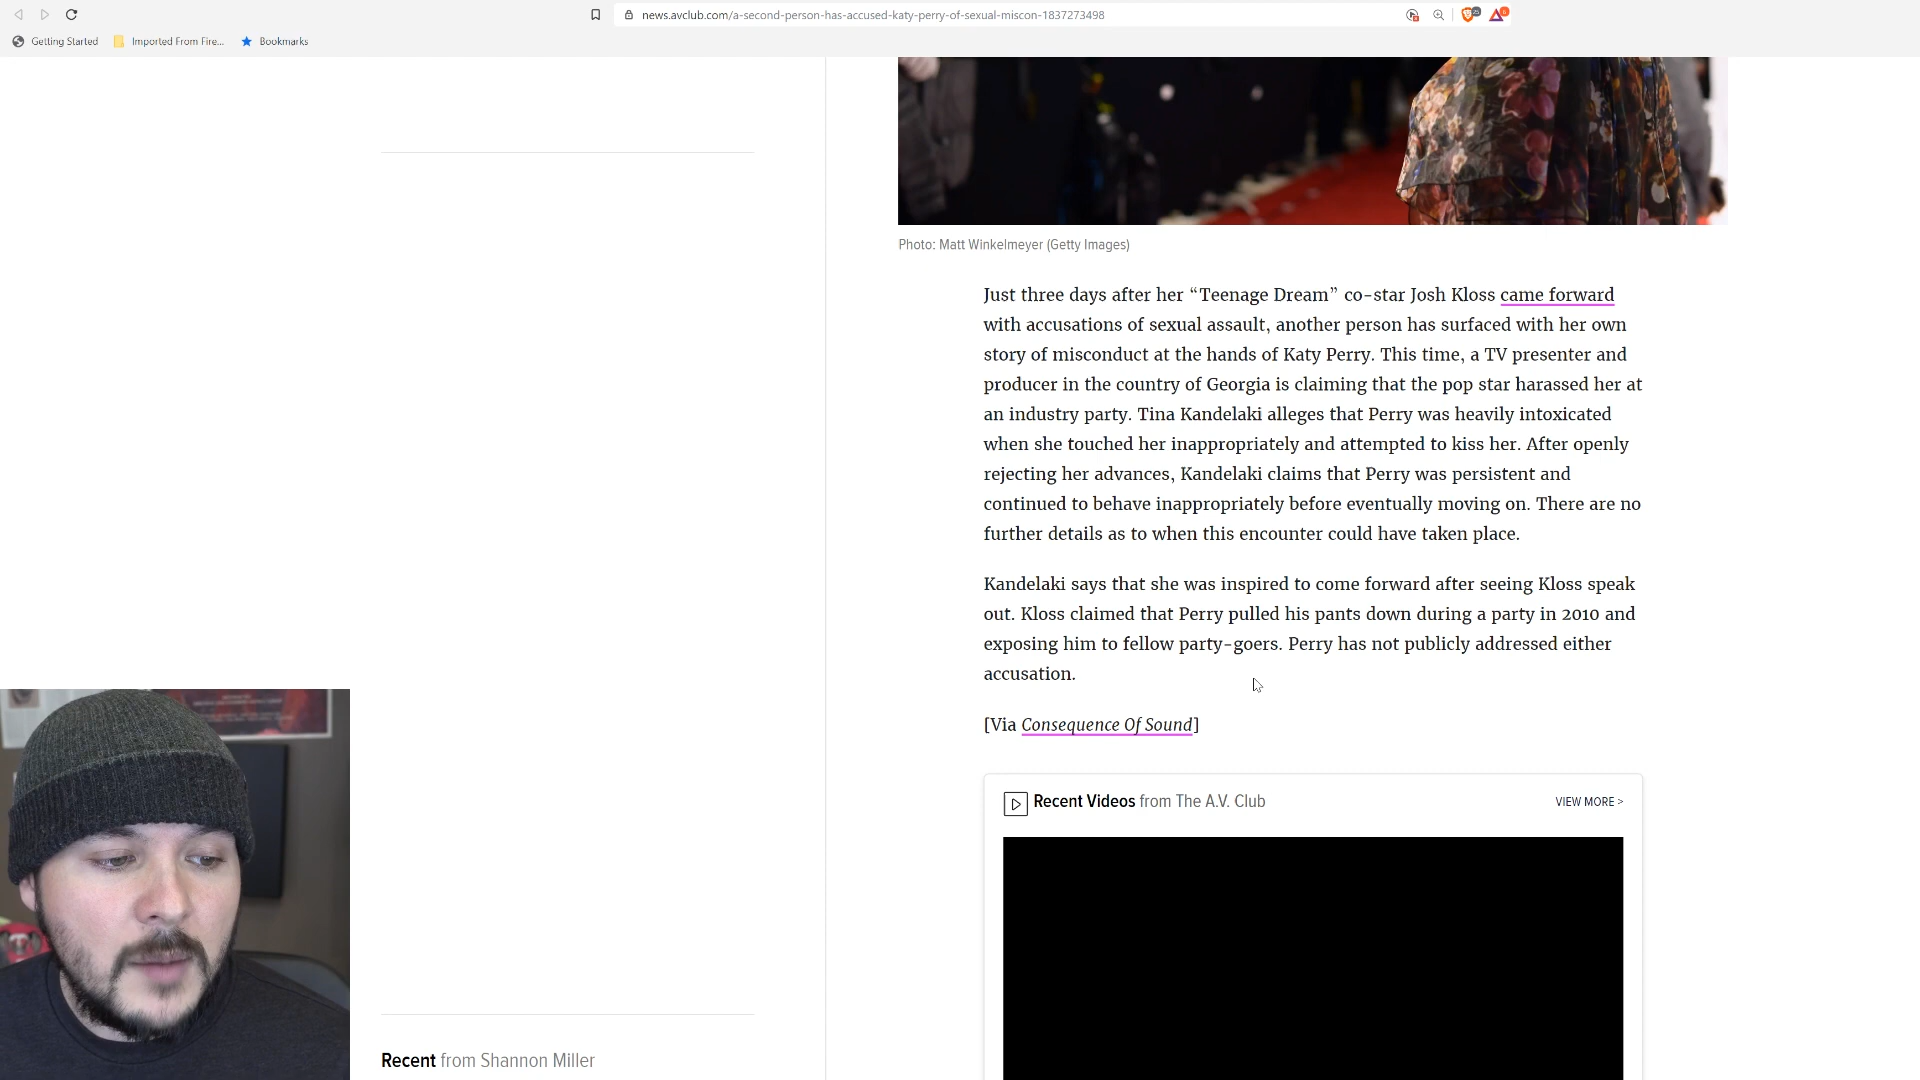 news.avclub.com/a-second-person-has-accused-katy-perry-of-sexual-miscon-1837273498
Getting Started
Imported From Fire...
Bookmarks
Photo: Matt Winkelmeyer (Getty Images)
Just three days after her “Teenage Dream” co-star Josh Kloss came forward
with accusations of sexual assault, another person has surfaced with her own
story of misconduct at the hands of Katy Perry. This time, a TV presenter and
producer in the country of Georgia is claiming that the pop star harassed her at
an industry party. Tina Kandelaki alleges that Perry was heavily intoxicated
when she touched her inappropriately and attempted to kiss her. After openly
rejecting her advances, Kandelaki claims that Perry was persistent and
continued to behave inappropriately before eventually moving on. There are no
further details as to when this encounter could have taken place.
Kandelaki says that she was inspired to come forward after seeing Kloss speak
out. Kloss claimed that Perry pulled his pants down during a party in 2010 and
exposing him to fellow party-goers. Perry has not publicly addressed either
accusation.
[Via Consequence Of Sound]
Recent Videos from The A.V. Club
VIEW MORE >
Recent from Shannon Miller